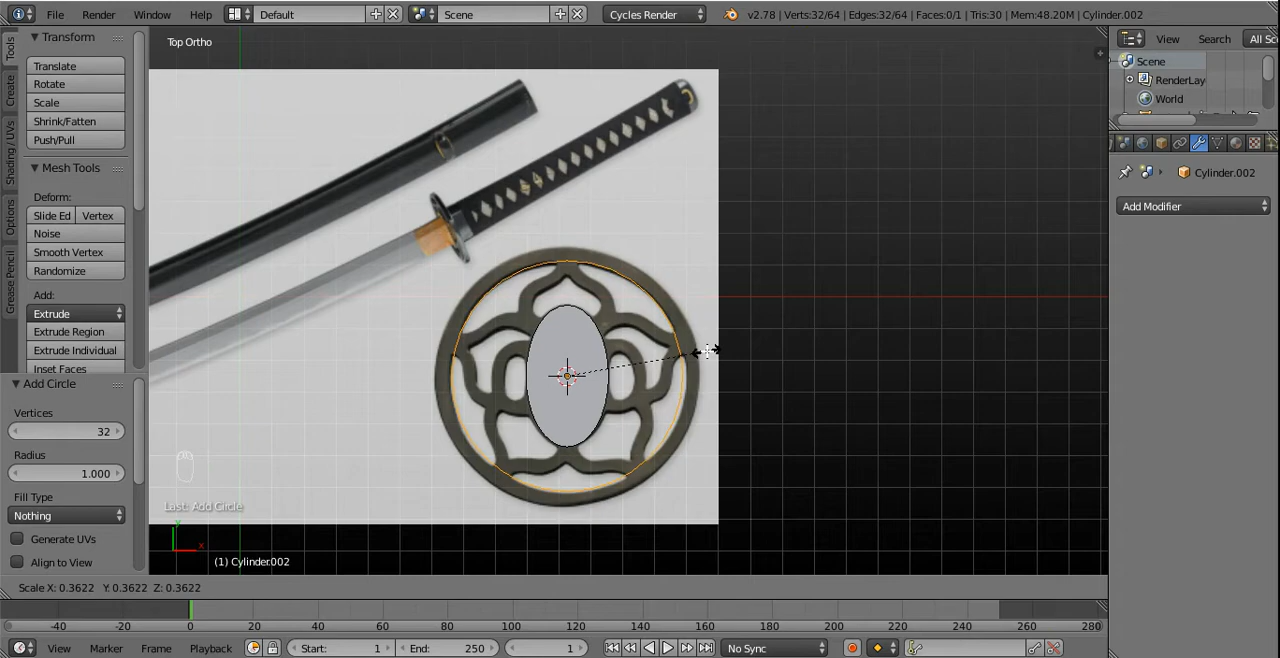 File Render Window Help Default Scene Cycles Render v2.78 | Verts:32/64 | Edges:32/64 | Faces:0/1 | Tris:30 | Mem:48.20M | Cylinder.002
Tools
Create
Shading / UVs
Options
Grease Pencil
Transform
Translate
Rotate
Scale
Shrink/Fatten
Push/Pull
Mesh Tools
Deform:
Slide Ed Vertex
Noise
Smooth Vertex
Randomize
Add:
Extrude
Extrude Region
Extrude Individual
Inset Faces
Add Circle
Vertices
32
Radius
1.000
Fill Type
Nothing
Generate UVs
Align to View
Top Ortho
Last: Add Circle
y
x
(1) Cylinder.002
View Search All Sc
Scene
RenderLay
World
Cylinder.002
Add Modifier
Scale X: 0.3622 Y: 0.3622 Z: 0.3622
-40 -20 0 20 40 60 80 100 120 140 160 180 200 220 240 260 280
View Marker Frame Playback Start: 1 End: 250 1 No Sync